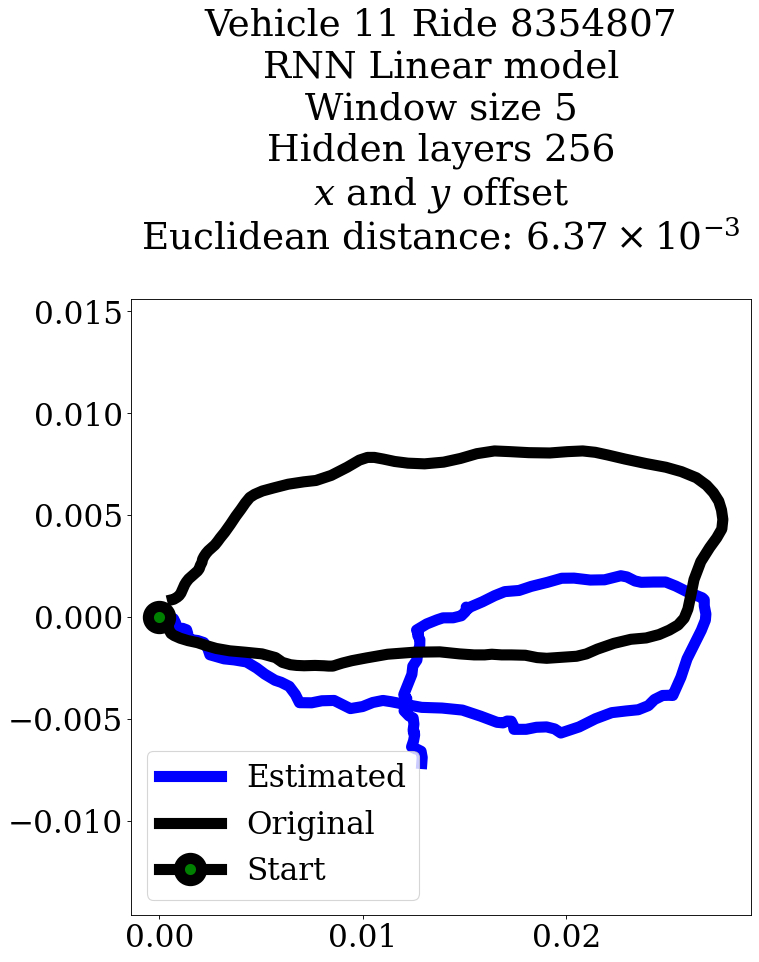 Vehicle 11 Ride 8354807
RNN Linear model
Window size 5
Hidden layers 256
x and y offset
Euclidean distance: 6.37 × 10⁻³
0.015
0.010
0.005
0.000
−0.005
−0.010
Estimated
Original
Start
0.00 0.01 0.02